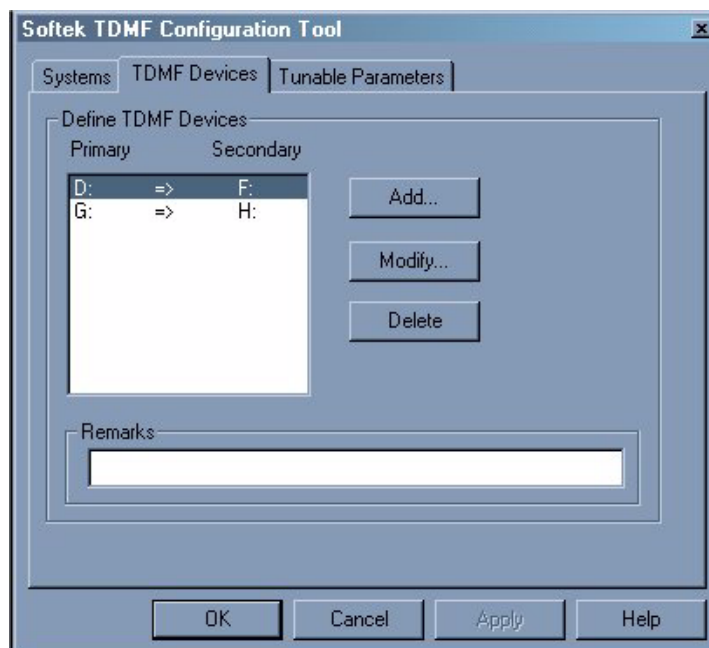 Softek TDMF Configuration Tool
Systems TDMF Devices Tunable Parameters
Define TDMF Devices
Primary Secondary
D: => F:
G: => H:
Add...
Modify...
Delete
Remarks
OK Cancel Apply Help